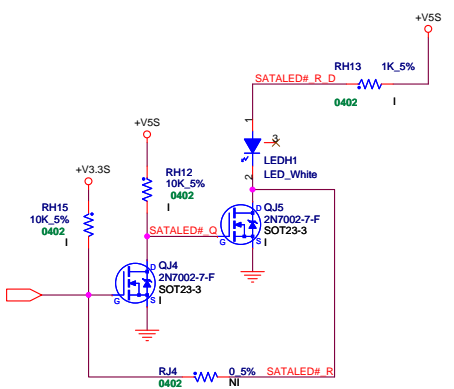 +V5S
RH13 1K_5%
SATALED#_R_D
0402 I
+V5S
1
3
LEDH1
LED_White
2
+V3.3S
RH12
10K_5%
0402
I
RH15
10K_5%
0402
I
SATALED#_Q
QJ5
2N7002-7-F
SOT23-3
I
D
G
S
QJ4
2N7002-7-F
SOT23-3
I
D
G
S
RJ4 0_5% SATALED#_R
0402 NI